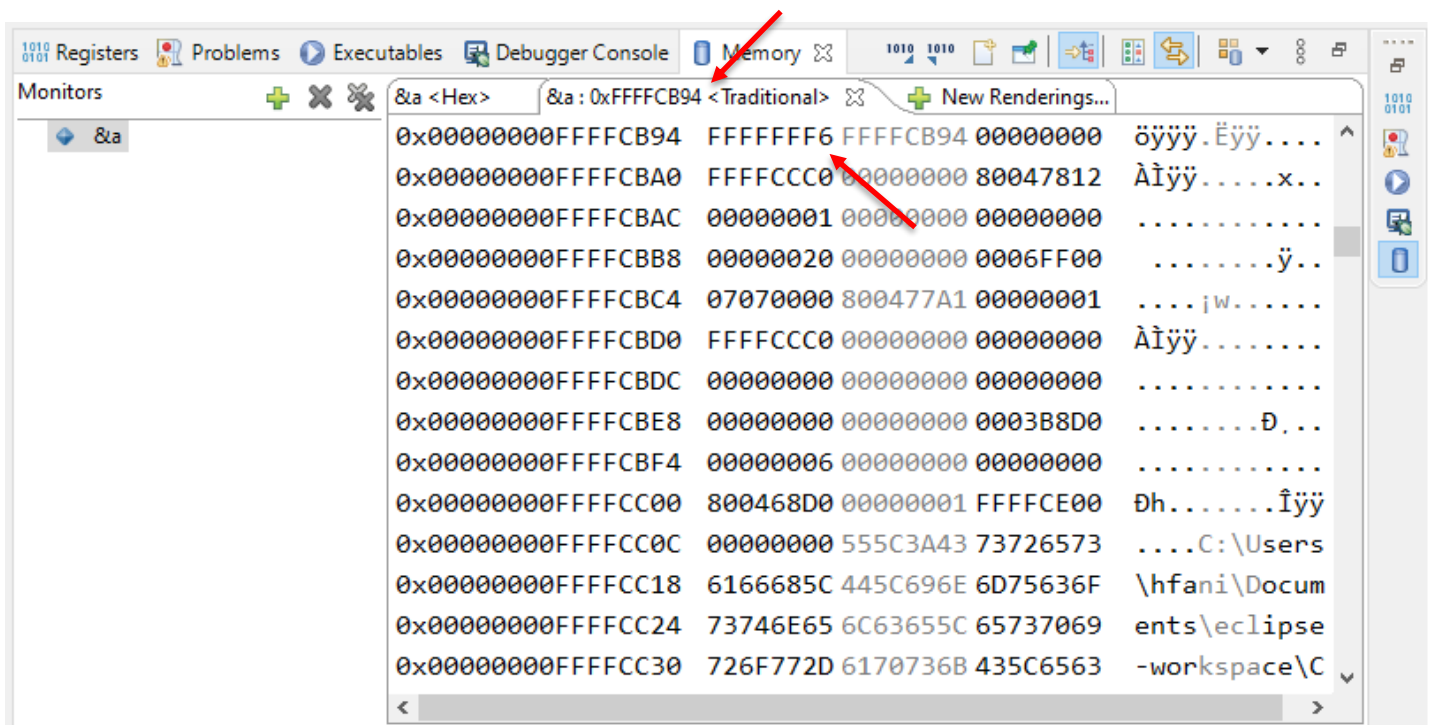 Registers Problems Executables Debugger Console Memory
Monitors
&a <Hex> &a : 0xFFFFCB94 <Traditional> New Renderings...
&a
0x00000000FFFFCB94 FFFFFFF6 FFFFCB94 00000000 öÿÿÿ.Ëÿÿ....
0x00000000FFFFCBA0 FFFFCCC0 00000000 80047812 ÀÌÿÿ.....x..
0x00000000FFFFCBAC 00000001 00000000 00000000 ............
0x00000000FFFFCBB8 00000020 00000000 0006FF00  ........ÿ..
0x00000000FFFFCBC4 07070000 800477A1 00000001 ....¡w......
0x00000000FFFFCBD0 FFFFCCC0 00000000 00000000 ÀÌÿÿ........
0x00000000FFFFCBDC 00000000 00000000 00000000 ............
0x00000000FFFFCBE8 00000000 00000000 0003B8D0 ........Ð¸..
0x00000000FFFFCBF4 00000006 00000000 00000000 ............
0x00000000FFFFCC00 800468D0 00000001 FFFFCE00 Ðh.......Îÿÿ
0x00000000FFFFCC0C 00000000 555C3A43 73726573 ....C:\Users
0x00000000FFFFCC18 6166685C 445C696E 6D75636F \hfani\Docum
0x00000000FFFFCC24 73746E65 6C63655C 65737069 ents\eclipse
0x00000000FFFFCC30 726F772D 6170736B 435C6563 -workspace\C